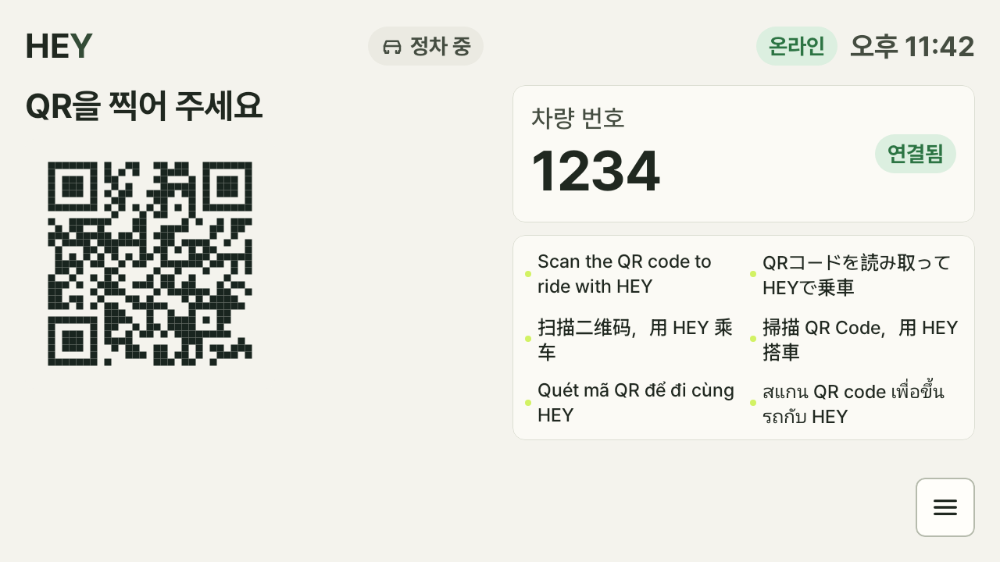 HEY
정차 중
온라인
오후 11:42
QR을 찍어 주세요
차량 번호
1234
연결됨
Scan the QR code to
ride with HEY
QRコードを読み取って
HEYで乗車
扫描二维码，用 HEY 乘
车
掃描 QR Code，用 HEY
搭車
Quét mã QR để đi cùng
HEY
สแกน QR code เพื่อขึ้น
รถกับ HEY